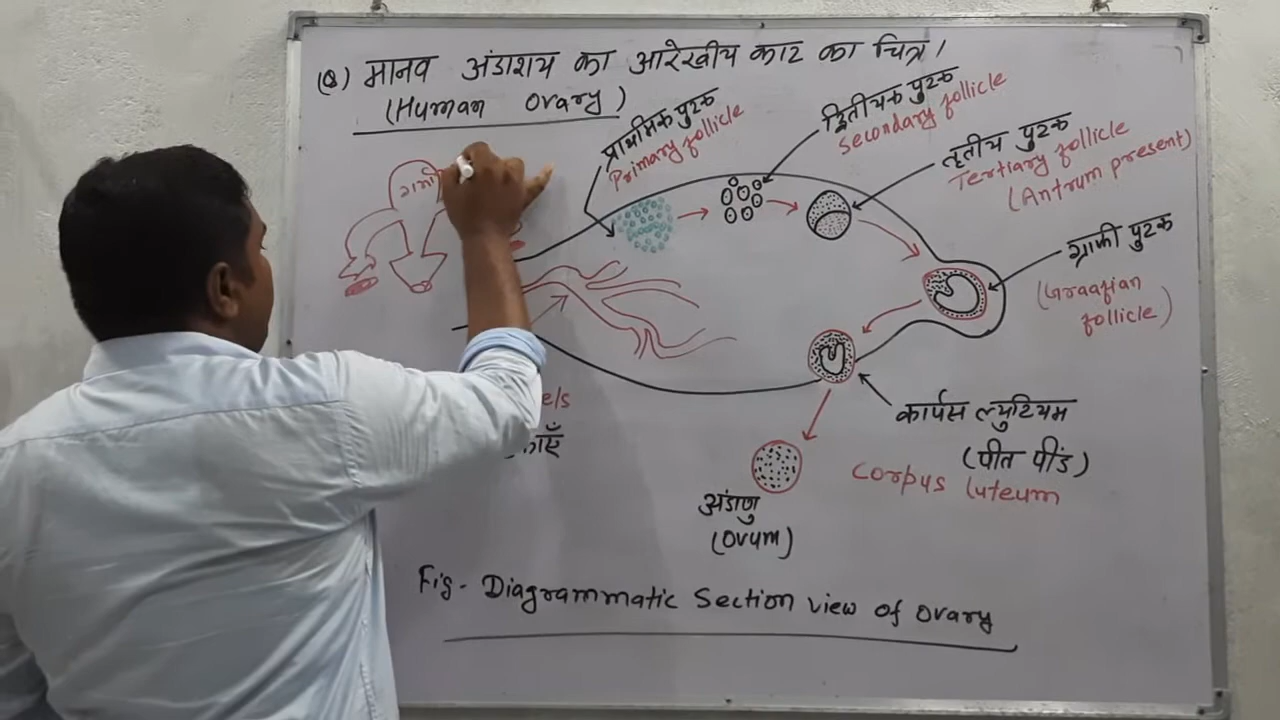 (Q) मानव अंडाशय का आरेखीय काट का चित्र।
(Human Ovary)
प्राथमिक पुटक
Primary follicle
द्वितीयक पुटक
secondary follicle
तृतीय पुटक
Tertiary follicle
(Antrum present)
ग्राफी पुटक
(Graafian
follicle)
कार्पस ल्युटियम
(पीत पींड)
Corpus luteum
अंडाणु
(Ovum)
Fig- Diagrammatic Section view of ovary